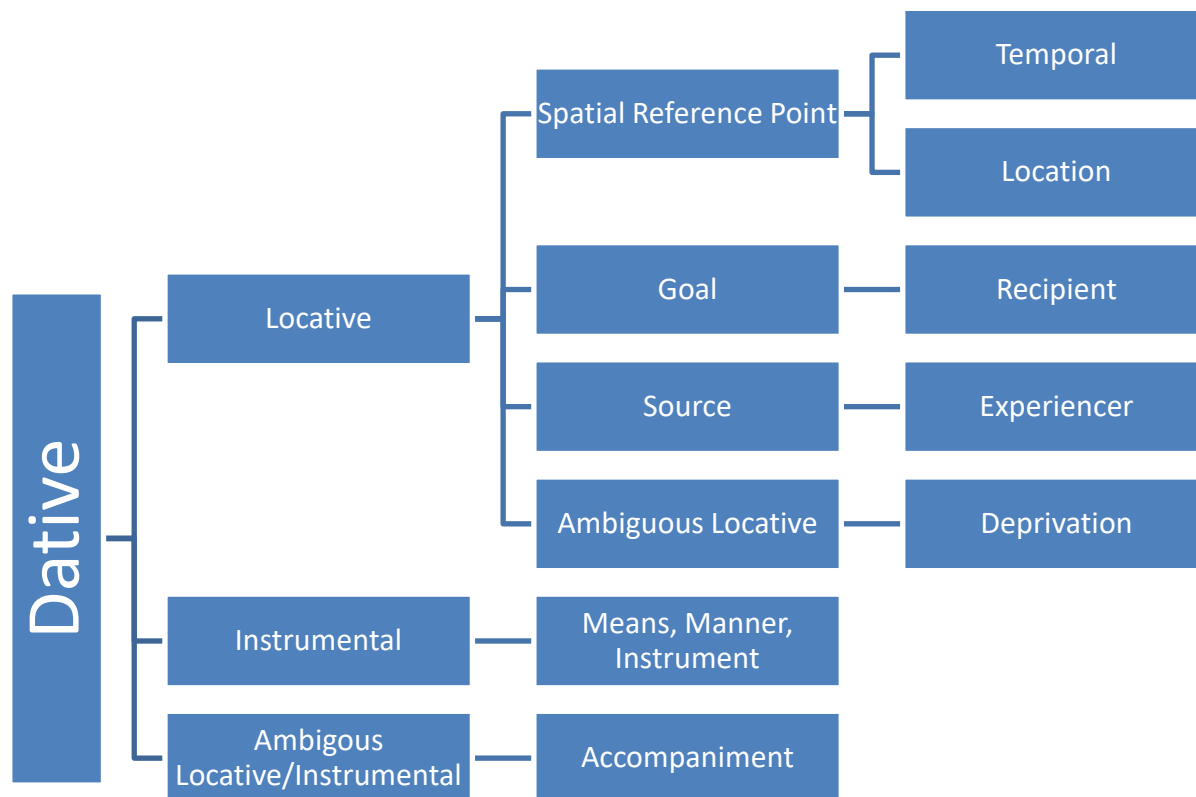 Dative
Locative
Spatial Reference Point
Temporal
Location
Goal
Recipient
Source
Experiencer
Ambiguous Locative
Deprivation
Instrumental
Means, Manner,
Instrument
Ambigous
Locative/Instrumental
Accompaniment